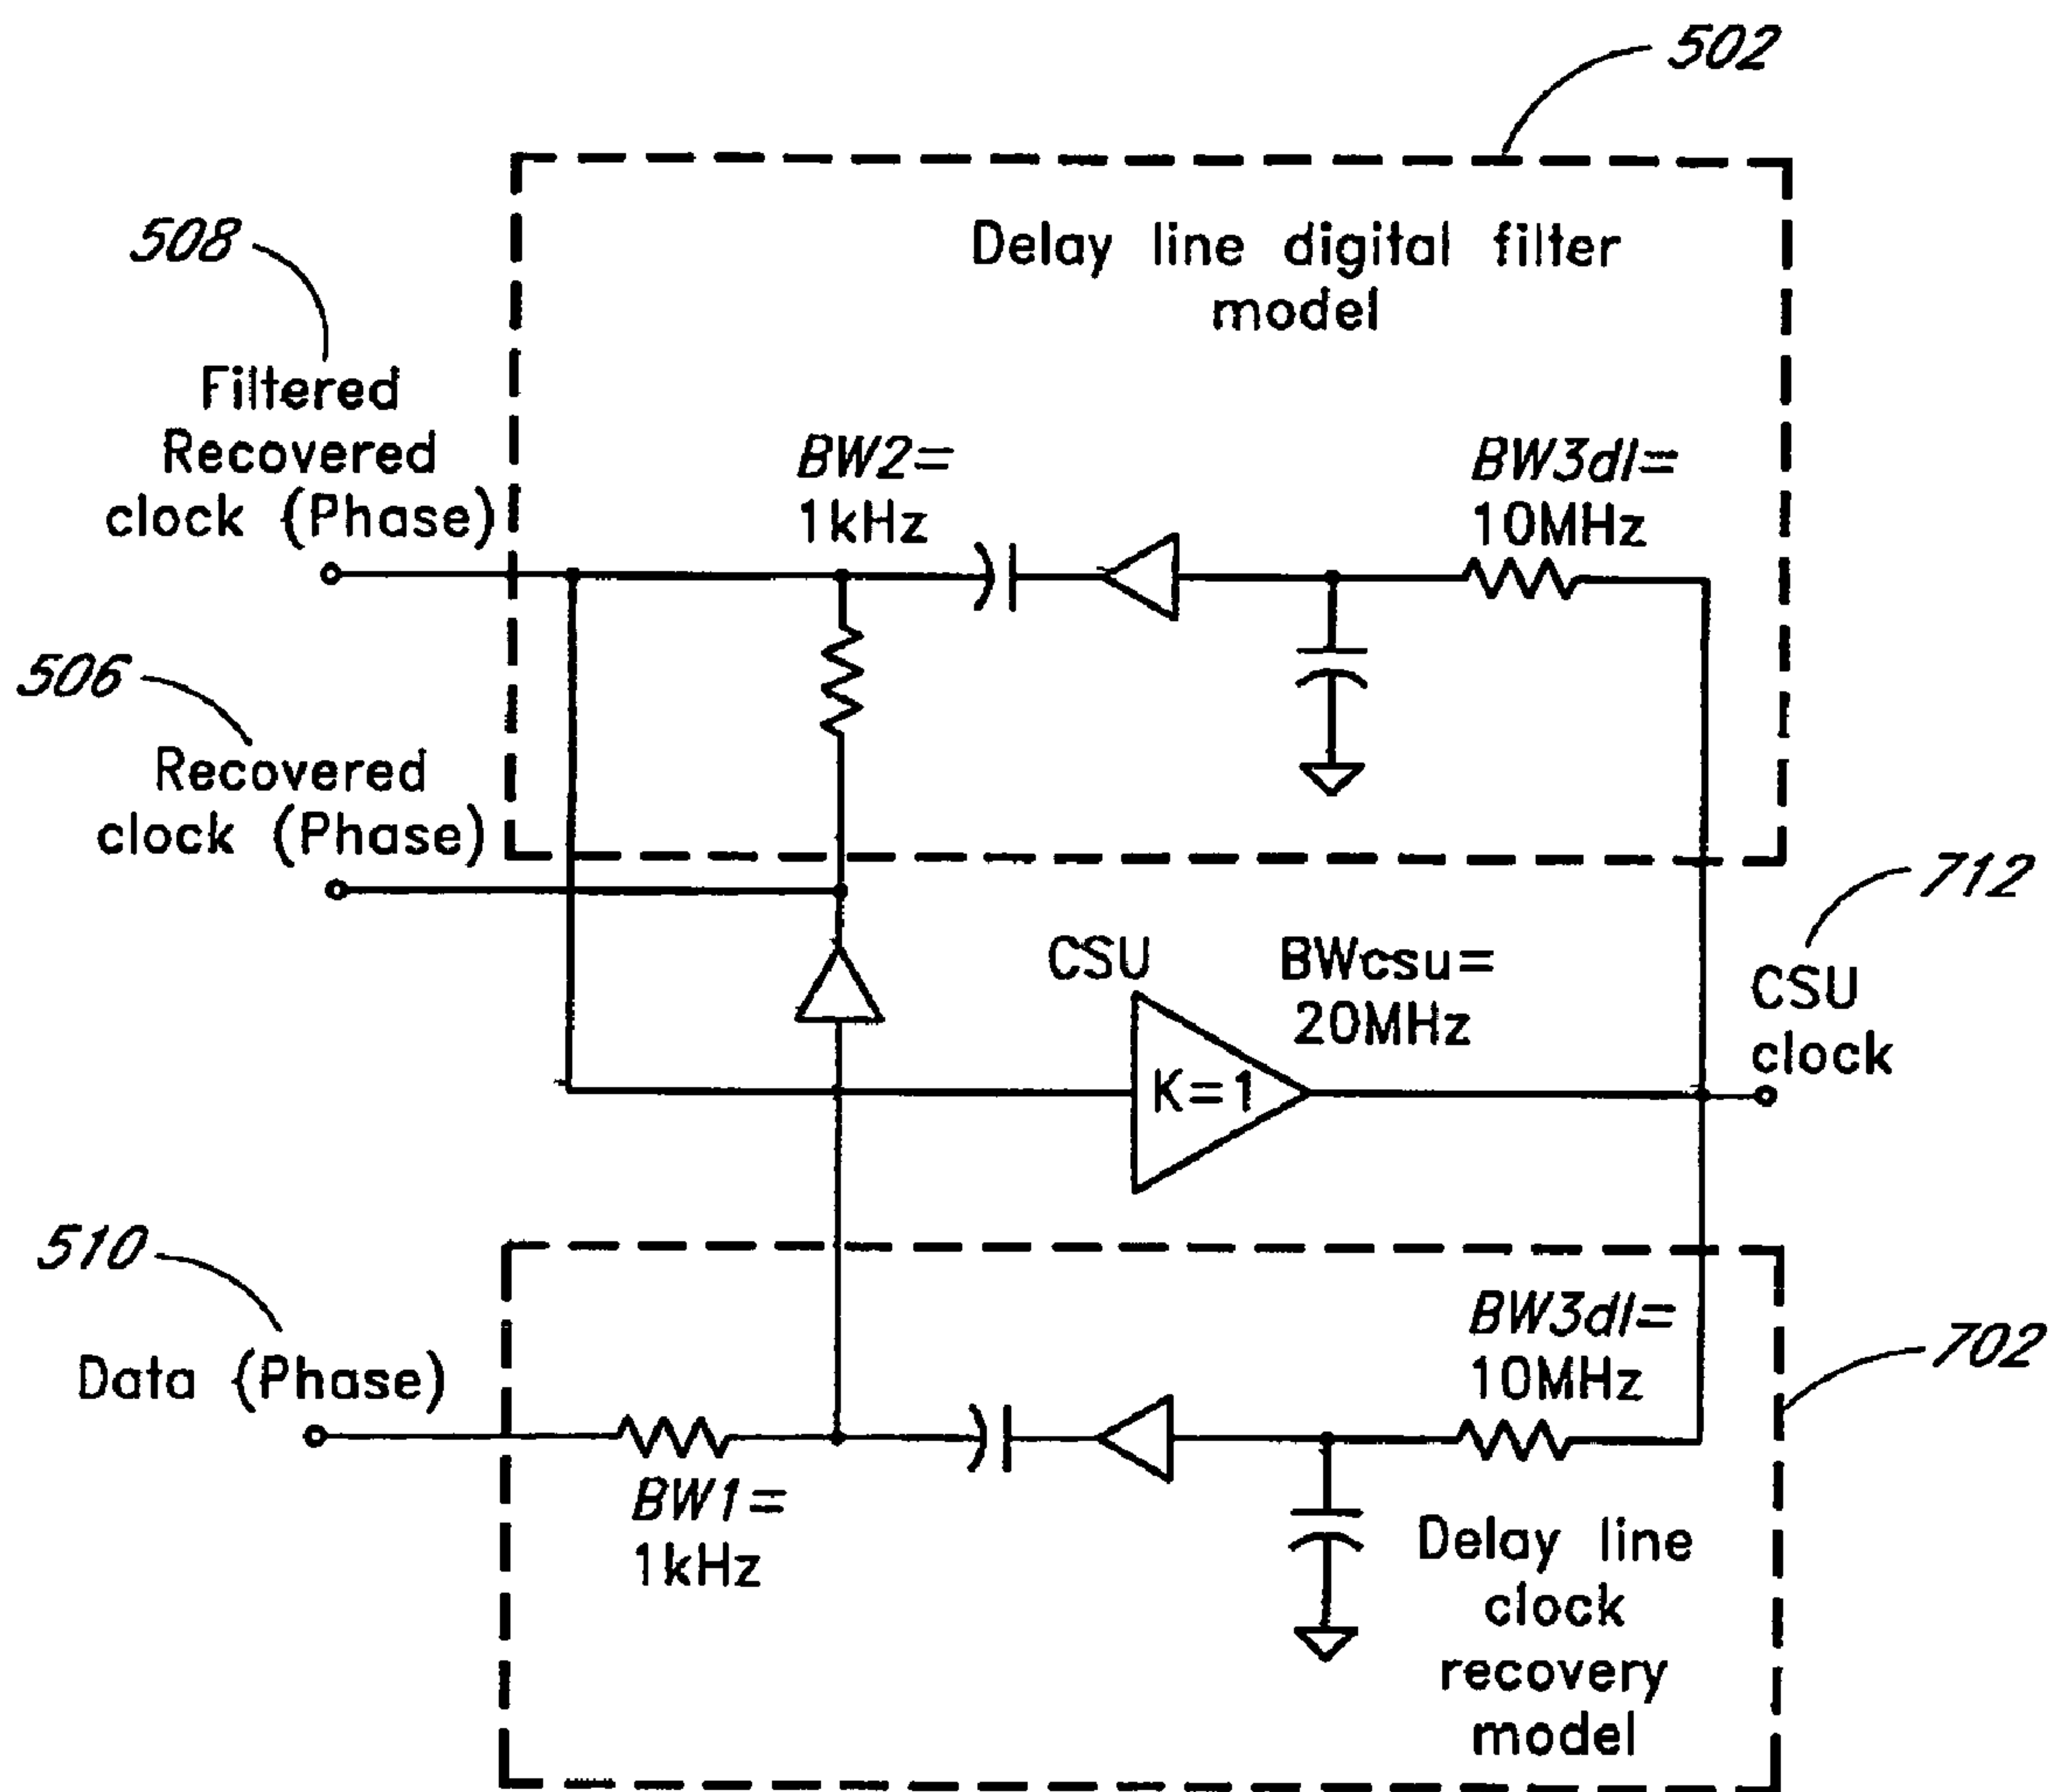 502
Delay line digital filter
model
508
Filtered
Recovered
clock (Phase)
BW2=
1kHz
BW3dl=
10MHz
506
Recovered
clock (Phase)
712
CSU
clock
CSU
BWcsu=
20MHz
K=1
510
Data (Phase)
BW1=
1kHz
BW3dl=
10MHz
702
Delay line
clock
recovery
model